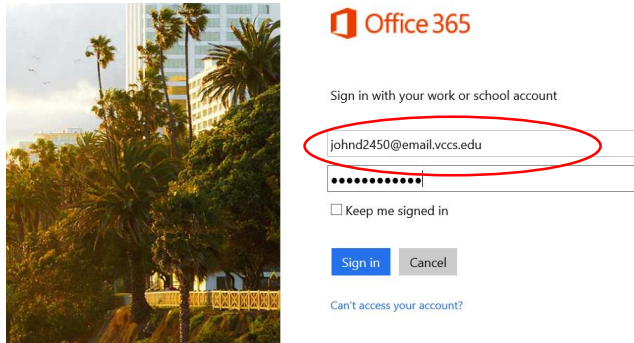 Office 365
Sign in with your work or school account
johnd2450@email.vccs.edu
●●●●●●●●●●●●
Keep me signed in
Sign in Cancel
Can't access your account?